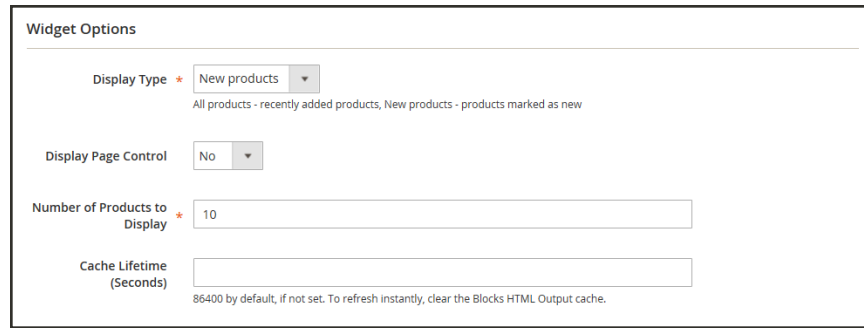 Widget Options
Display Type * New products
All products - recently added products, New products - products marked as new
Display Page Control No
Number of Products to
Display * 10
Cache Lifetime
(Seconds)
86400 by default, if not set. To refresh instantly, clear the Blocks HTML Output cache.